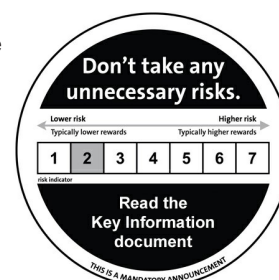 e
Don't take any
unnecessary risks.
Lower risk Higher risk
Typically lower rewards Typically higher rewards
1 2 3 4 5 6 7
risk indicator
Read the
Key Information
document
THIS IS A MANDATORY ANNOUNCEMENT